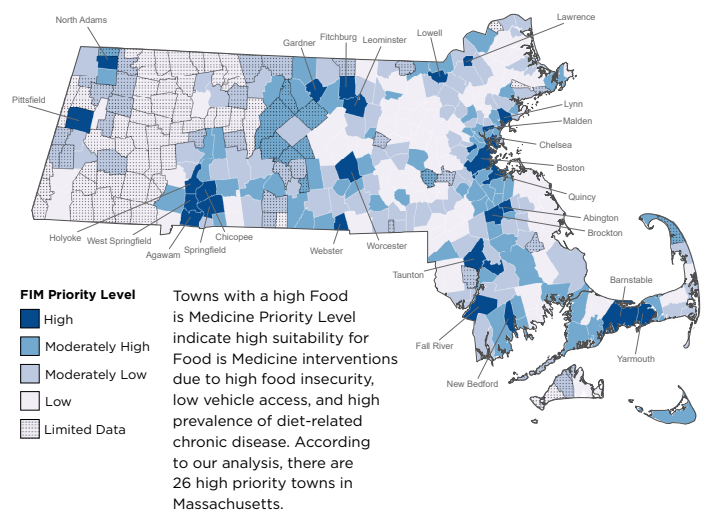 Lawrence
North Adams
Fitchburg
Lowell
Gardner
Leominster
Pittsfield
Lynn
Malden
Chelsea
Boston
Quincy
Abington
Brockton
Holyoke
West Springfield
Chicopee
Springfield
Agawam
Webster
Worcester
Taunton
Barnstable
Fall River
Yarmouth
New Bedford
FIM Priority Level
High
Moderately High
Moderately Low
Low
Limited Data
Towns with a high Food
is Medicine Priority Level
indicate high suitability for
Food is Medicine interventions
due to high food insecurity,
low vehicle access, and high
prevalence of diet-related
chronic disease. According
to our analysis, there are
26 high priority towns in
Massachusetts.